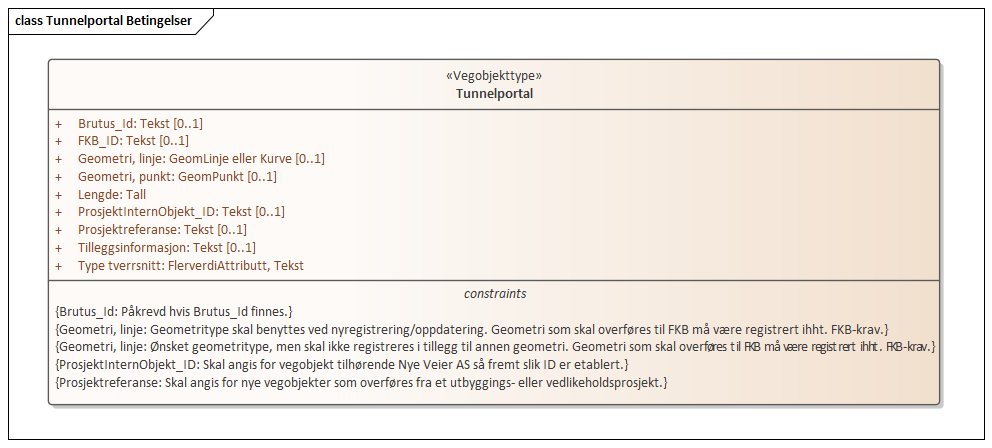 class Tunnelportal Betingelser
«Vegobjekttype»
Tunnelportal
+ Brutus_Id: Tekst [0..1]
+ FKB_ID: Tekst [0..1]
+ Geometri, linje: GeomLinje eller Kurve [0..1]
+ Geometri, punkt: GeomPunkt [0..1]
+ Lengde: Tall
+ ProsjektInternObjekt_ID: Tekst [0..1]
+ Prosjektreferanse: Tekst [0..1]
+ Tilleggsinformasjon: Tekst [0..1]
+ Type tverrsnitt: FlerverdiAttributt, Tekst
constraints
{Brutus_Id: Påkrevd hvis Brutus_Id finnes.}
{Geometri, linje: Geometritype skal benyttes ved nyregistrering/oppdatering. Geometri som skal overføres til FKB må være registrert ihht. FKB-krav.}
{Geometri, linje: Ønsket geometritype, men skal ikke registreres i tillegg til annen geometri. Geometri som skal overføres til FKB må være registrert ihht. FKB-krav.}
{ProsjektInternObjekt_ID: Skal angis for vegobjekt tilhørende Nye Veier AS så fremt slik ID er etablert.}
{Prosjektreferanse: Skal angis for nye vegobjekter som overføres fra et utbyggings- eller vedlikeholdsprosjekt.}